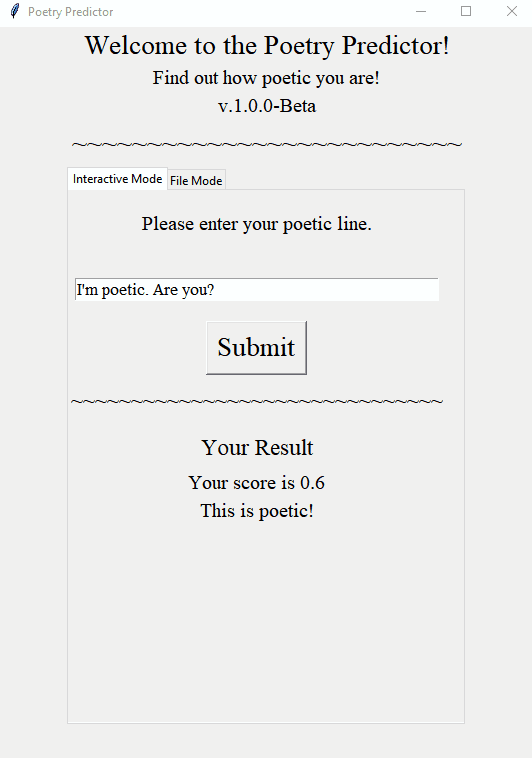 Poetry Predictor
Welcome to the Poetry Predictor!
Find out how poetic you are!
v.1.0.0-Beta
~~~~~~~~~~~~~~~~~~~~~~~~~~~~~~~~~~
Interactive Mode File Mode
Please enter your poetic line.
I'm poetic. Are you?
Submit
~~~~~~~~~~~~~~~~~~~~~~~~~~~~~~~~~
Your Result
Your score is 0.6
This is poetic!